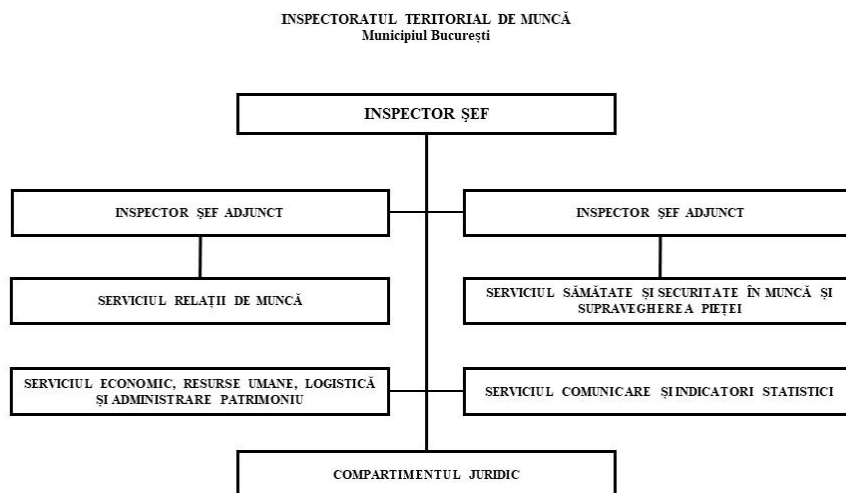 INSPECTORATUL TERITORIAL DE MUNCĂ
Municipiul București
INSPECTOR ȘEF
INSPECTOR ȘEF ADJUNCT
INSPECTOR ȘEF ADJUNCT
SERVICIUL RELAȚII DE MUNCĂ
SERVICIUL SĂMĂTATE ȘI SECURITATE ÎN MUNCĂ ȘI
SUPRAVEGHEREA PIEȚEI
SERVICIUL ECONOMIC, RESURSE UMANE, LOGISTICĂ
ȘI ADMINISTRARE PATRIMONIU
SERVICIUL COMUNICARE ȘI INDICATORI STATISTICI
COMPARTIMENTUL JURIDIC